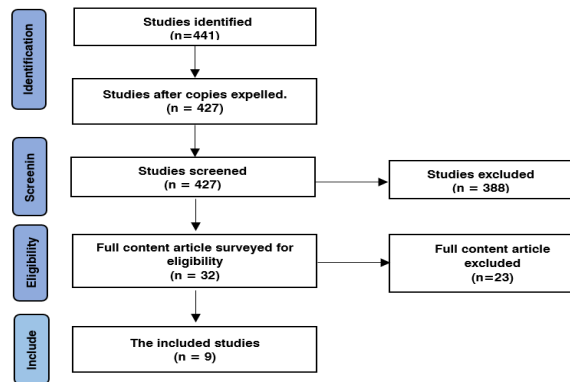 Identification
Studies identified
(n=441)
Studies after copies expelled.
(n = 427)
Screenin
Studies screened
(n = 427)
Studies excluded
(n = 388)
Eligibility
Full content article surveyed for
eligibility
(n = 32)
Full content article
excluded
(n=23)
Include
The included studies
(n = 9)